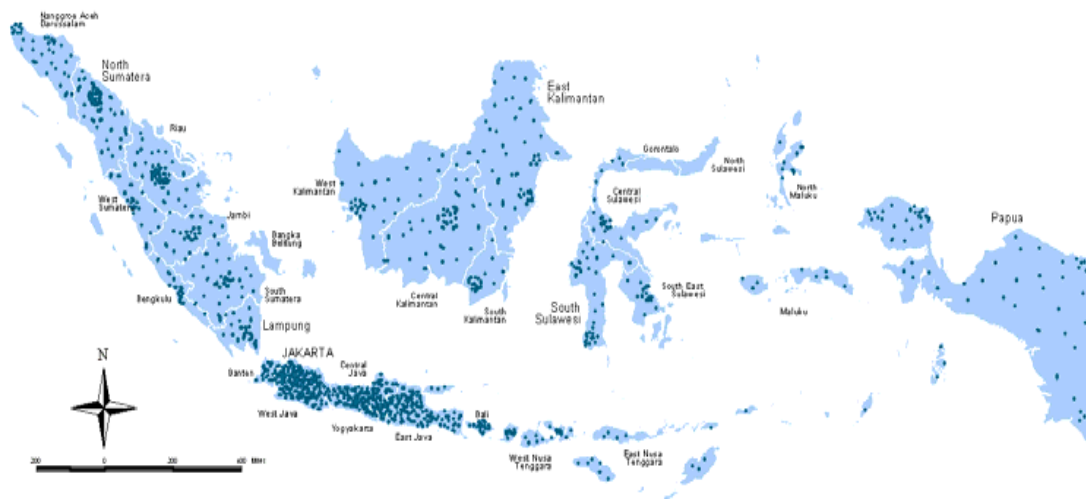 Nanggroe Aceh
Darussalam
North
Sumatera
East
Kalimantan
Riau
Gorontalo
North
Sulawesi
West
Kalimantan
Central
Sulawesi
North
Maluku
West
Sumatera
Jambi
Papua
Bangka
Belitung
Bengkulu
South
Sumatera
Central
Kalimantan
South
Kalimantan
South
Sulawesi
South East
Sulawesi
Maluku
Lampung
N
JAKARTA
Central
Java
Banten
West Java
Yogyakarta
East Java
Bali
West Nusa
Tenggara
East Nusa
Tenggara
200 0 200 400